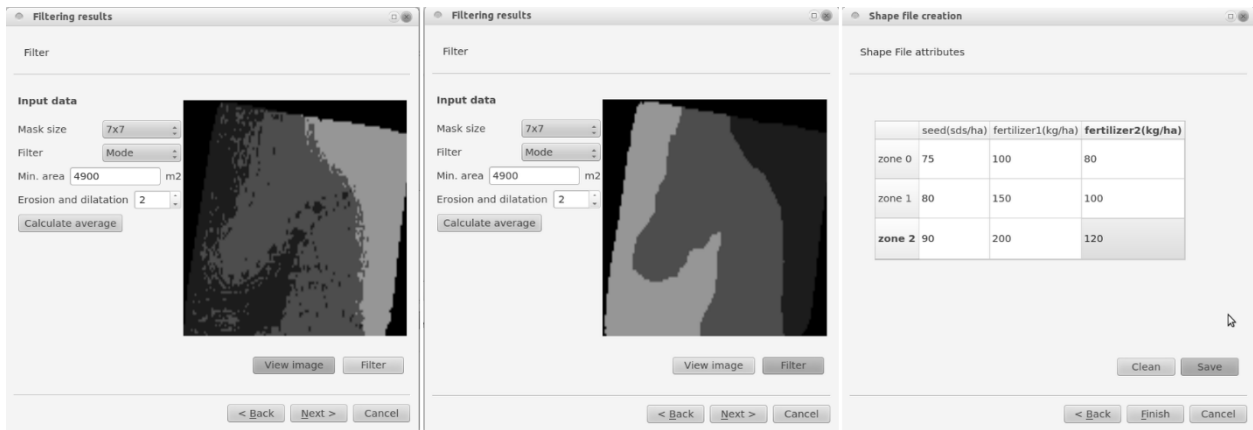 Filtering results
Filter
Input data
Mask size 7x7
Filter Mode
Min. area 4900 m2
Erosion and dilatation 2
Calculate average
View image Filter
< Back Next > Cancel
Filtering results
Filter
Input data
Mask size 7x7
Filter Mode
Min. area 4900 m2
Erosion and dilatation 2
Calculate average
View image Filter
< Back Next > Cancel
Shape file creation
Shape File attributes
seed(sds/ha) fertilizer1(kg/ha) fertilizer2(kg/ha)
zone 0 75 100 80
zone 1 80 150 100
zone 2 90 200 120
Clean Save
< Back Finish Cancel